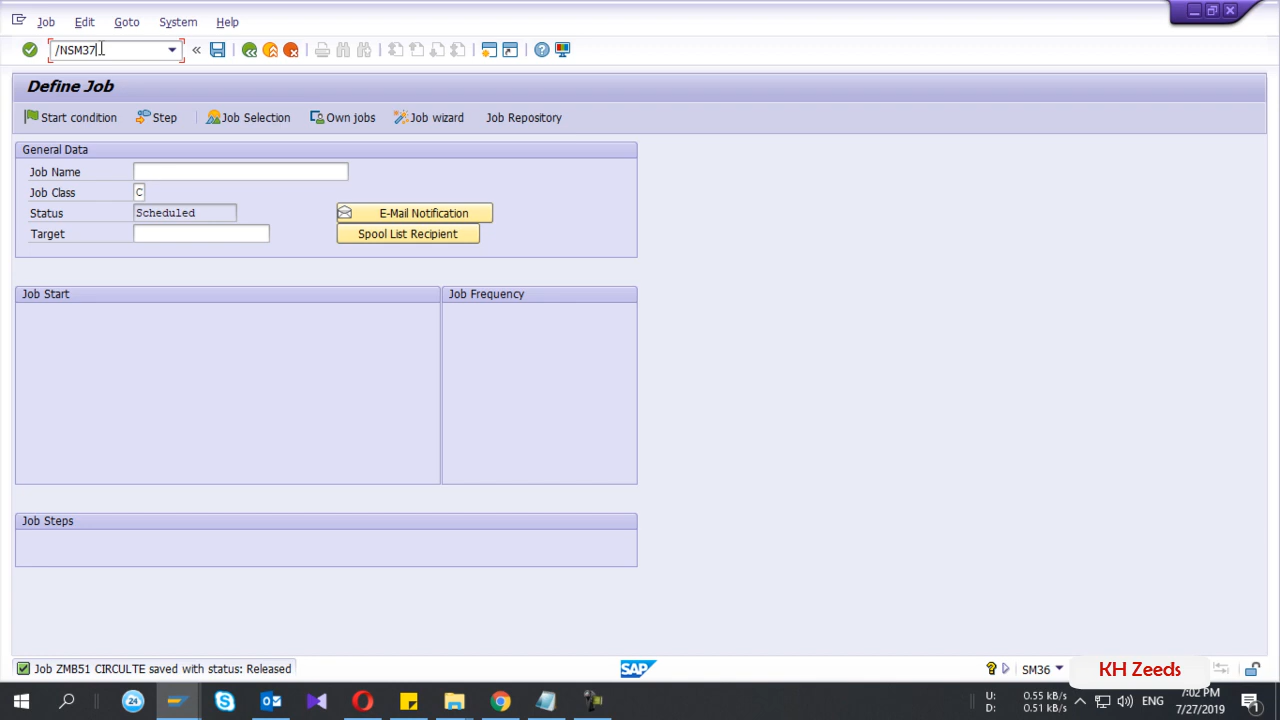 Job Edit Goto System Help
/NSM37
Define Job
Start condition Step Job Selection Own jobs Job wizard Job Repository
General Data
Job Name
Job Class C
Status Scheduled E-Mail Notification
Target Spool List Recipient
Job Start Job Frequency
Job Steps
Job ZMB51 CIRCULTE saved with status: Released SAP SM36 KH Zeeds
24 U: 0.55 kB/s ENG 7:02 PM
D: 0.51 kB/s 7/27/2019 1